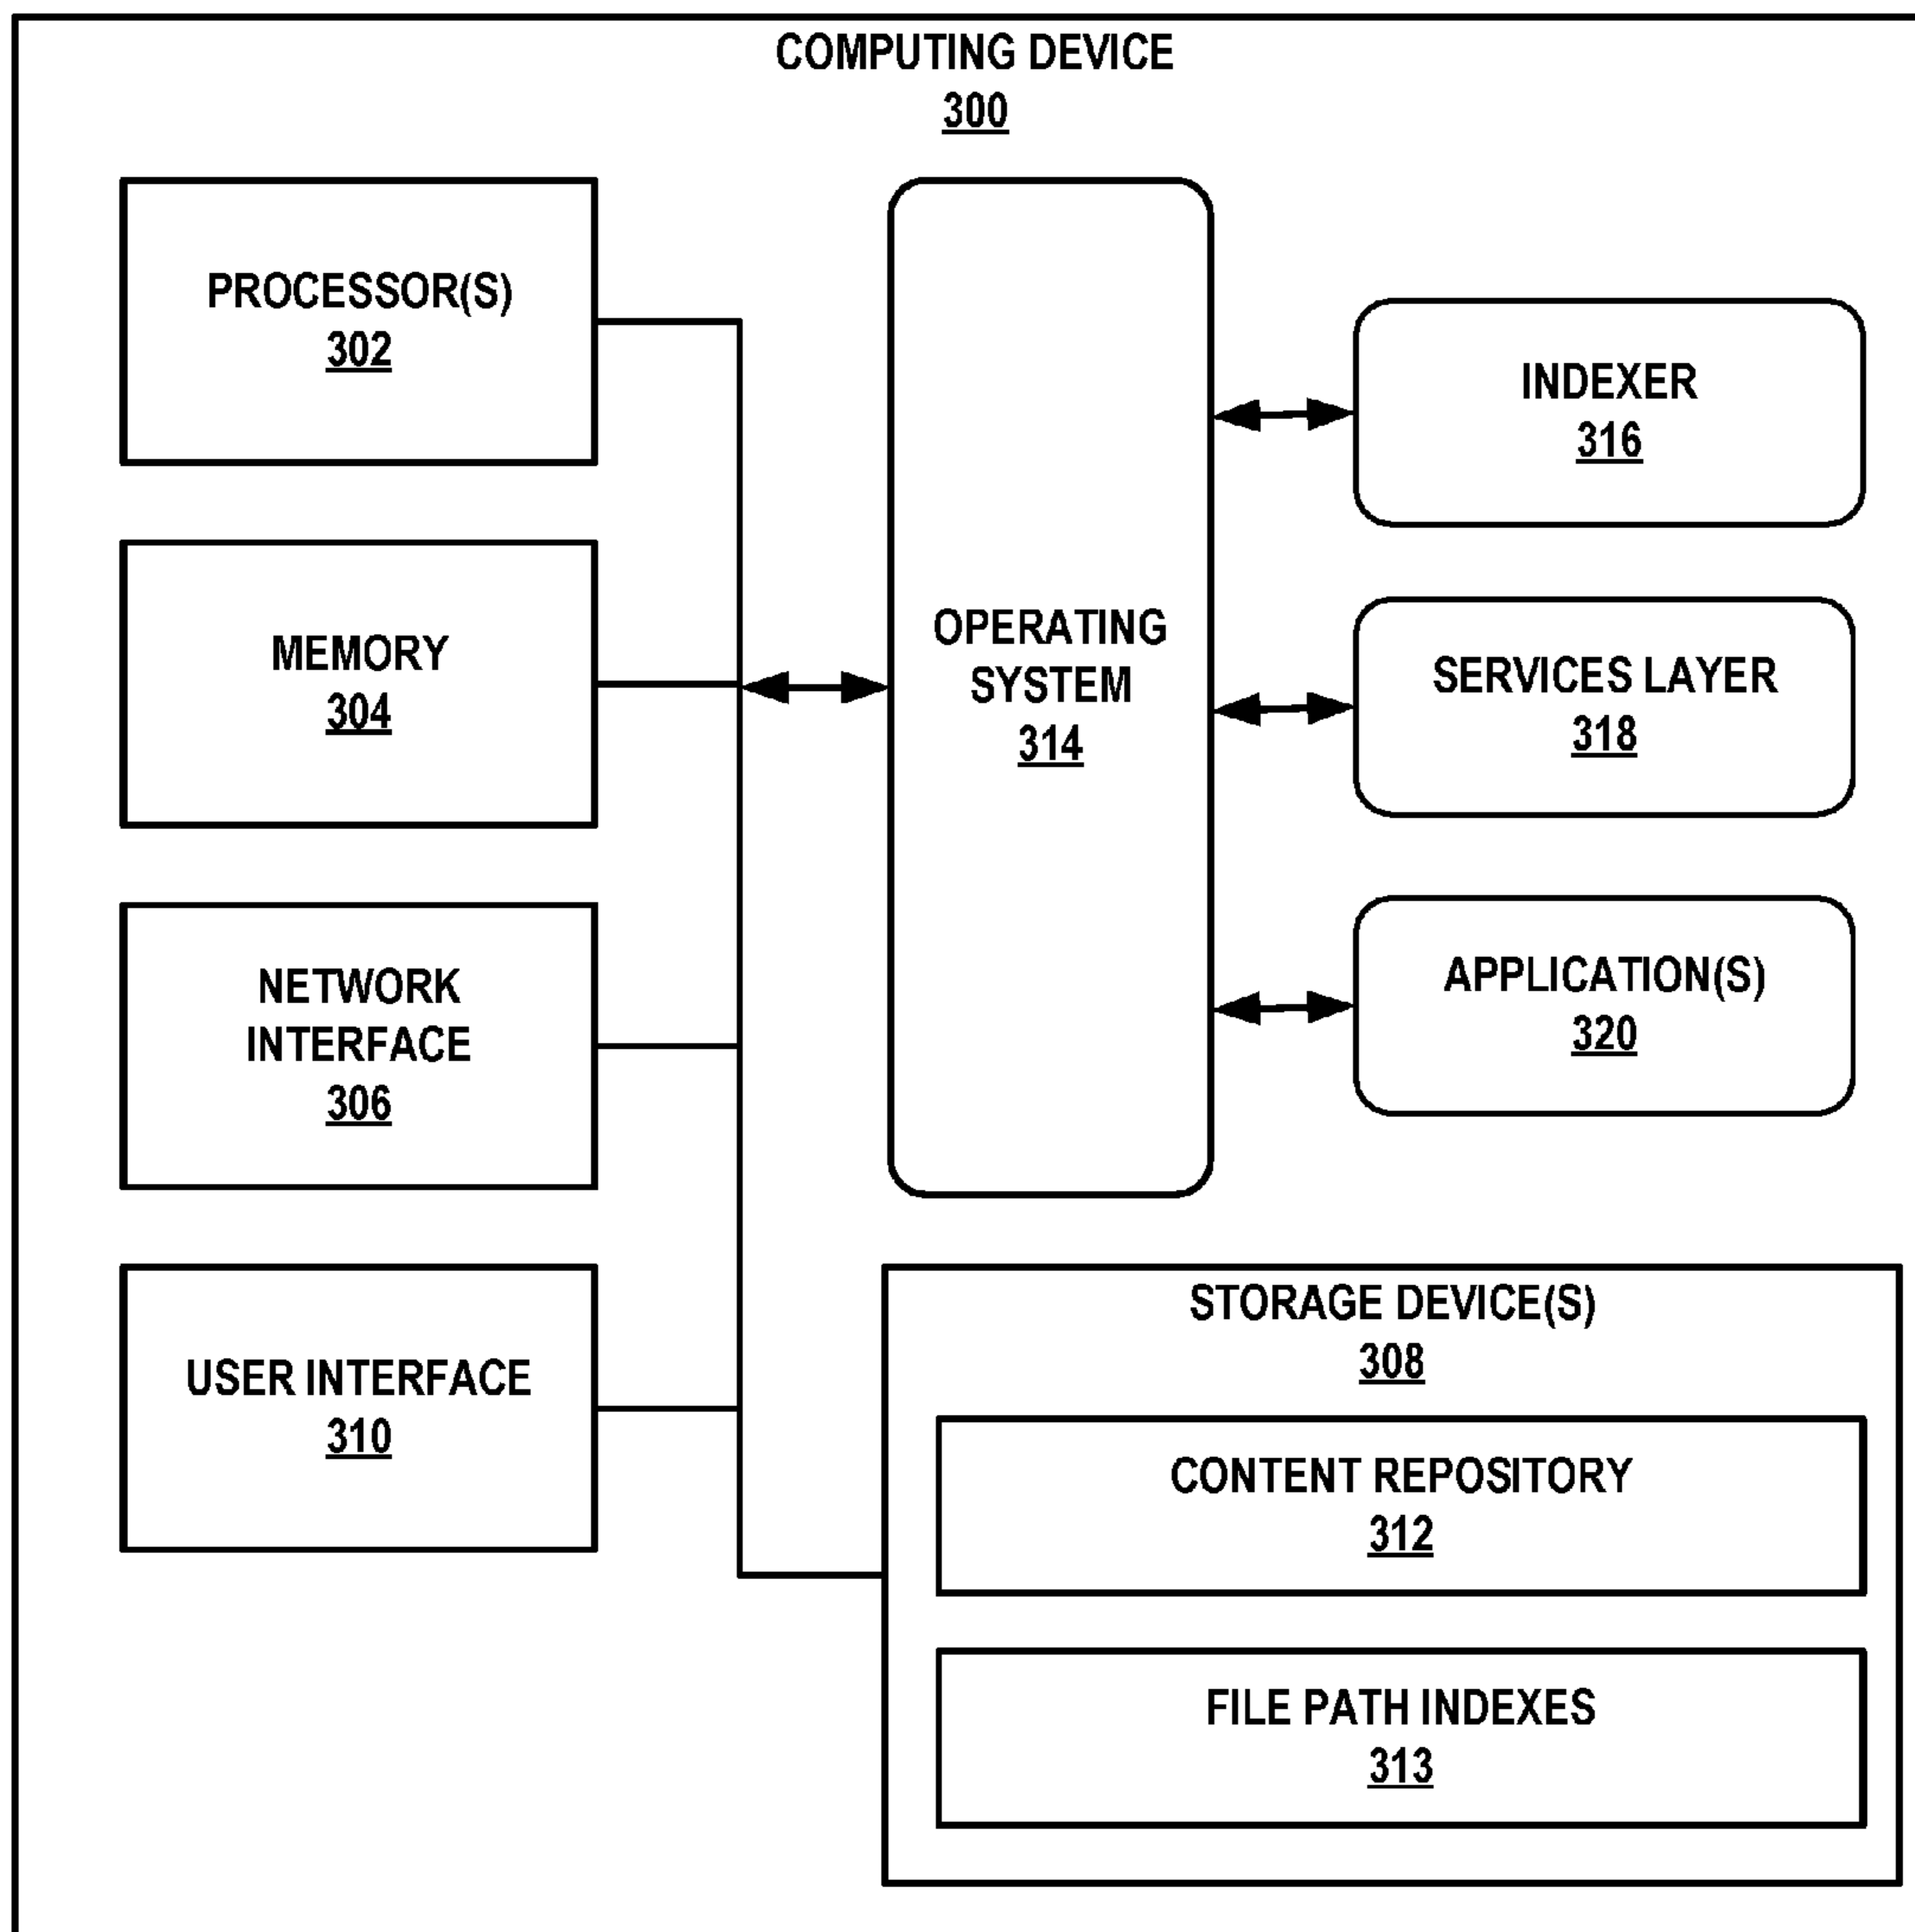 COMPUTING DEVICE
300
PROCESSOR(S)
302
MEMORY
304
NETWORK
INTERFACE
306
USER INTERFACE
310
OPERATING
SYSTEM
314
INDEXER
316
SERVICES LAYER
318
APPLICATION(S)
320
STORAGE DEVICE(S)
308
CONTENT REPOSITORY
312
FILE PATH INDEXES
313